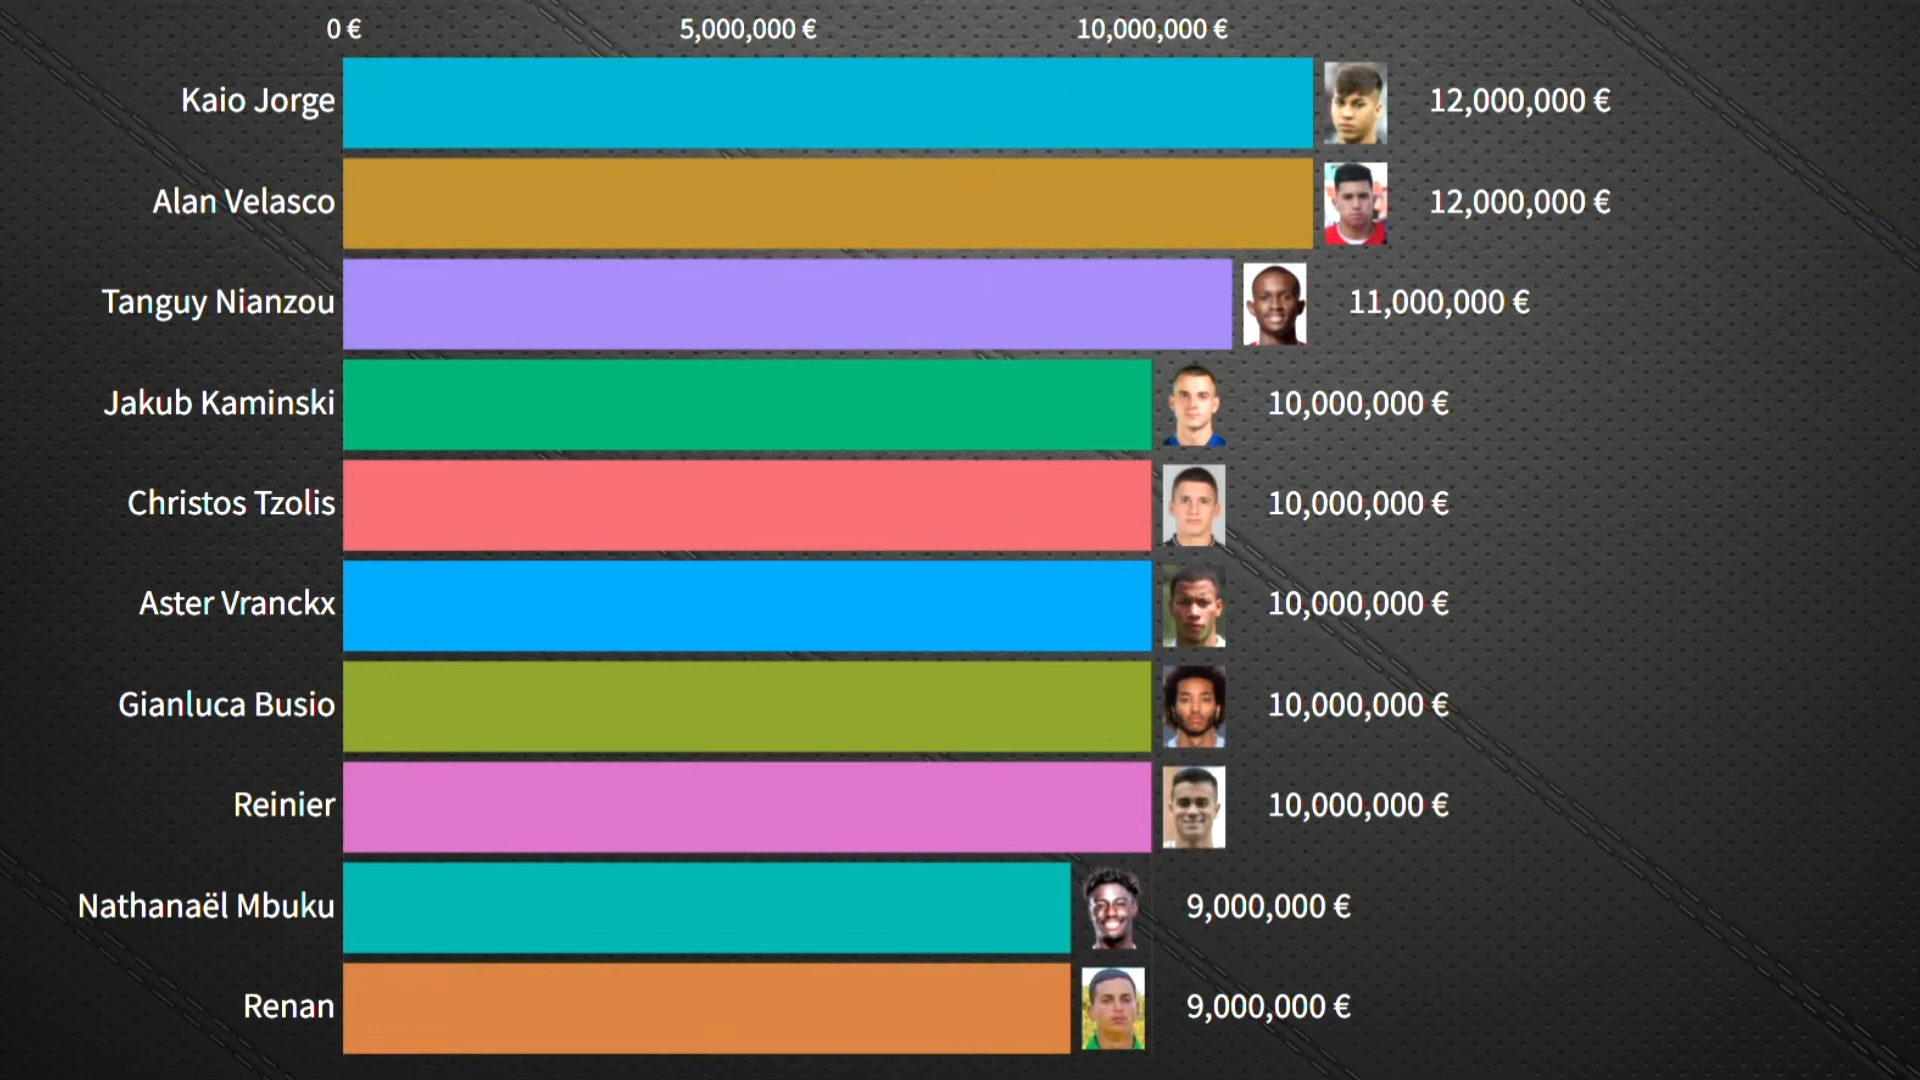 0 € 5,000,000 € 10,000,000 €
Kaio Jorge 12,000,000 €
Alan Velasco 12,000,000 €
Tanguy Nianzou 11,000,000 €
Jakub Kaminski 10,000,000 €
Christos Tzolis 10,000,000 €
Aster Vranckx 10,000,000 €
Gianluca Busio 10,000,000 €
Reinier 10,000,000 €
Nathanaël Mbuku 9,000,000 €
Renan 9,000,000 €